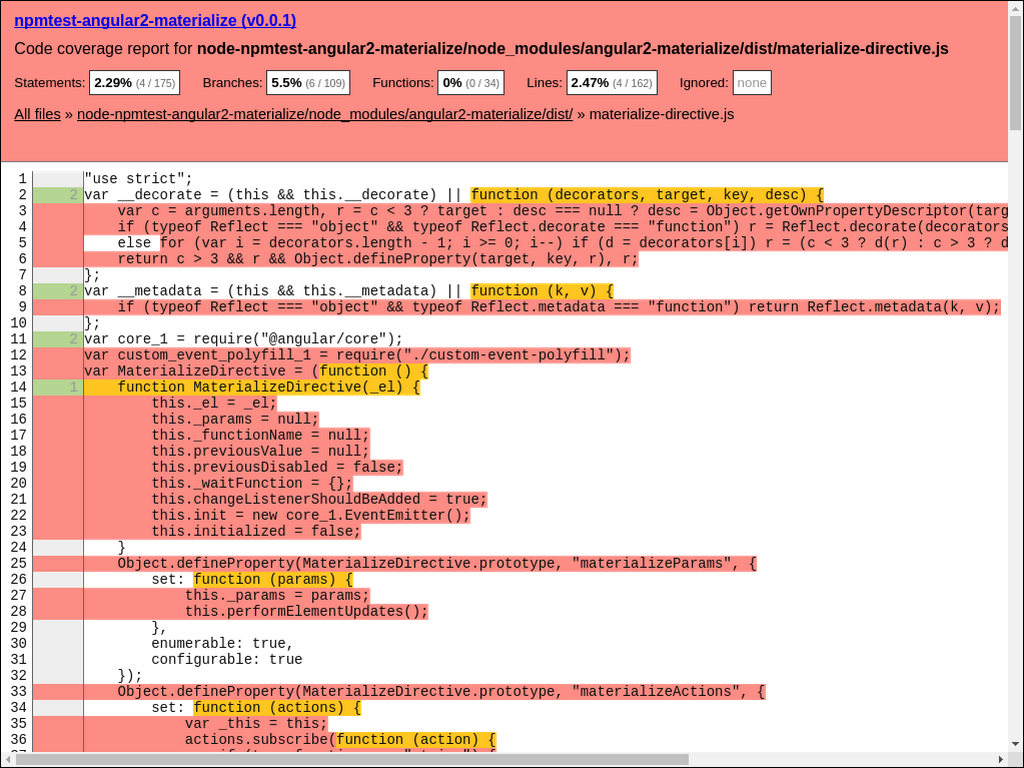 npmtest-angular2-materialize (v0.0.1)
Code coverage report for node-npmtest-angular2-materialize/node_modules/angular2-materialize/dist/materialize-directive.js
Statements: 2.29% (4 / 175) Branches: 5.5% (6 / 109) Functions: 0% (0 / 34) Lines: 2.47% (4 / 162) Ignored: none
All files » node-npmtest-angular2-materialize/node_modules/angular2-materialize/dist/ » materialize-directive.js
1 "use strict";
2 2 var __decorate = (this && this.__decorate) || function (decorators, target, key, desc) {
3 var c = arguments.length, r = c < 3 ? target : desc === null ? desc = Object.getOwnPropertyDescriptor(targ
4 if (typeof Reflect === "object" && typeof Reflect.decorate === "function") r = Reflect.decorate(decorators
5 else for (var i = decorators.length - 1; i >= 0; i--) if (d = decorators[i]) r = (c < 3 ? d(r) : c > 3 ? d
6 return c > 3 && r && Object.defineProperty(target, key, r), r;
7 };
8 2 var __metadata = (this && this.__metadata) || function (k, v) {
9 if (typeof Reflect === "object" && typeof Reflect.metadata === "function") return Reflect.metadata(k, v);
10 };
11 2 var core_1 = require("@angular/core");
12 var custom_event_polyfill_1 = require("./custom-event-polyfill");
13 var MaterializeDirective = (function () {
14 1 function MaterializeDirective(_el) {
15 this._el = _el;
16 this._params = null;
17 this._functionName = null;
18 this.previousValue = null;
19 this.previousDisabled = false;
20 this._waitFunction = {};
21 this.changeListenerShouldBeAdded = true;
22 this.init = new core_1.EventEmitter();
23 this.initialized = false;
24 }
25 Object.defineProperty(MaterializeDirective.prototype, "materializeParams", {
26 set: function (params) {
27 this._params = params;
28 this.performElementUpdates();
29 },
30 enumerable: true,
31 configurable: true
32 });
33 Object.defineProperty(MaterializeDirective.prototype, "materializeActions", {
34 set: function (actions) {
35 var _this = this;
36 actions.subscribe(function (action) {